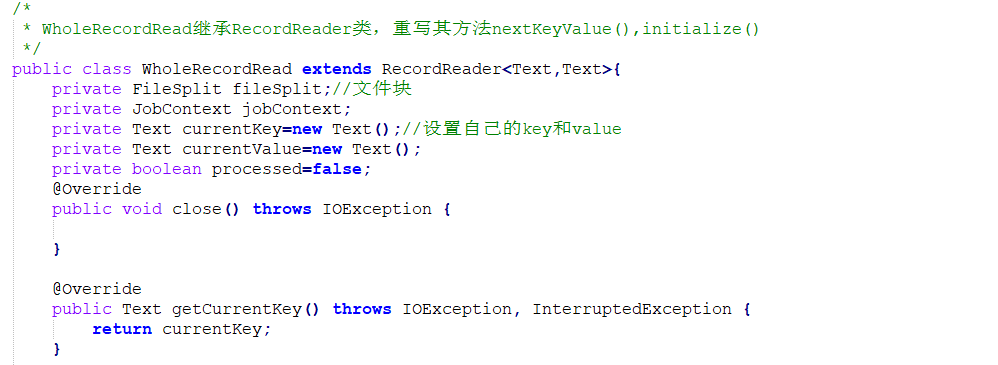 /*
 * WholeRecordRead继承RecordReader类，重写其方法nextKeyValue(),initialize()
 */
public class WholeRecordRead extends RecordReader<Text,Text>{
    private FileSplit fileSplit;//文件块
    private JobContext jobContext;
    private Text currentKey=new Text();//设置自己的key和value
    private Text currentValue=new Text();
    private boolean processed=false;
    @Override
    public void close() throws IOException {

    }

    @Override
    public Text getCurrentKey() throws IOException, InterruptedException {
        return currentKey;
    }